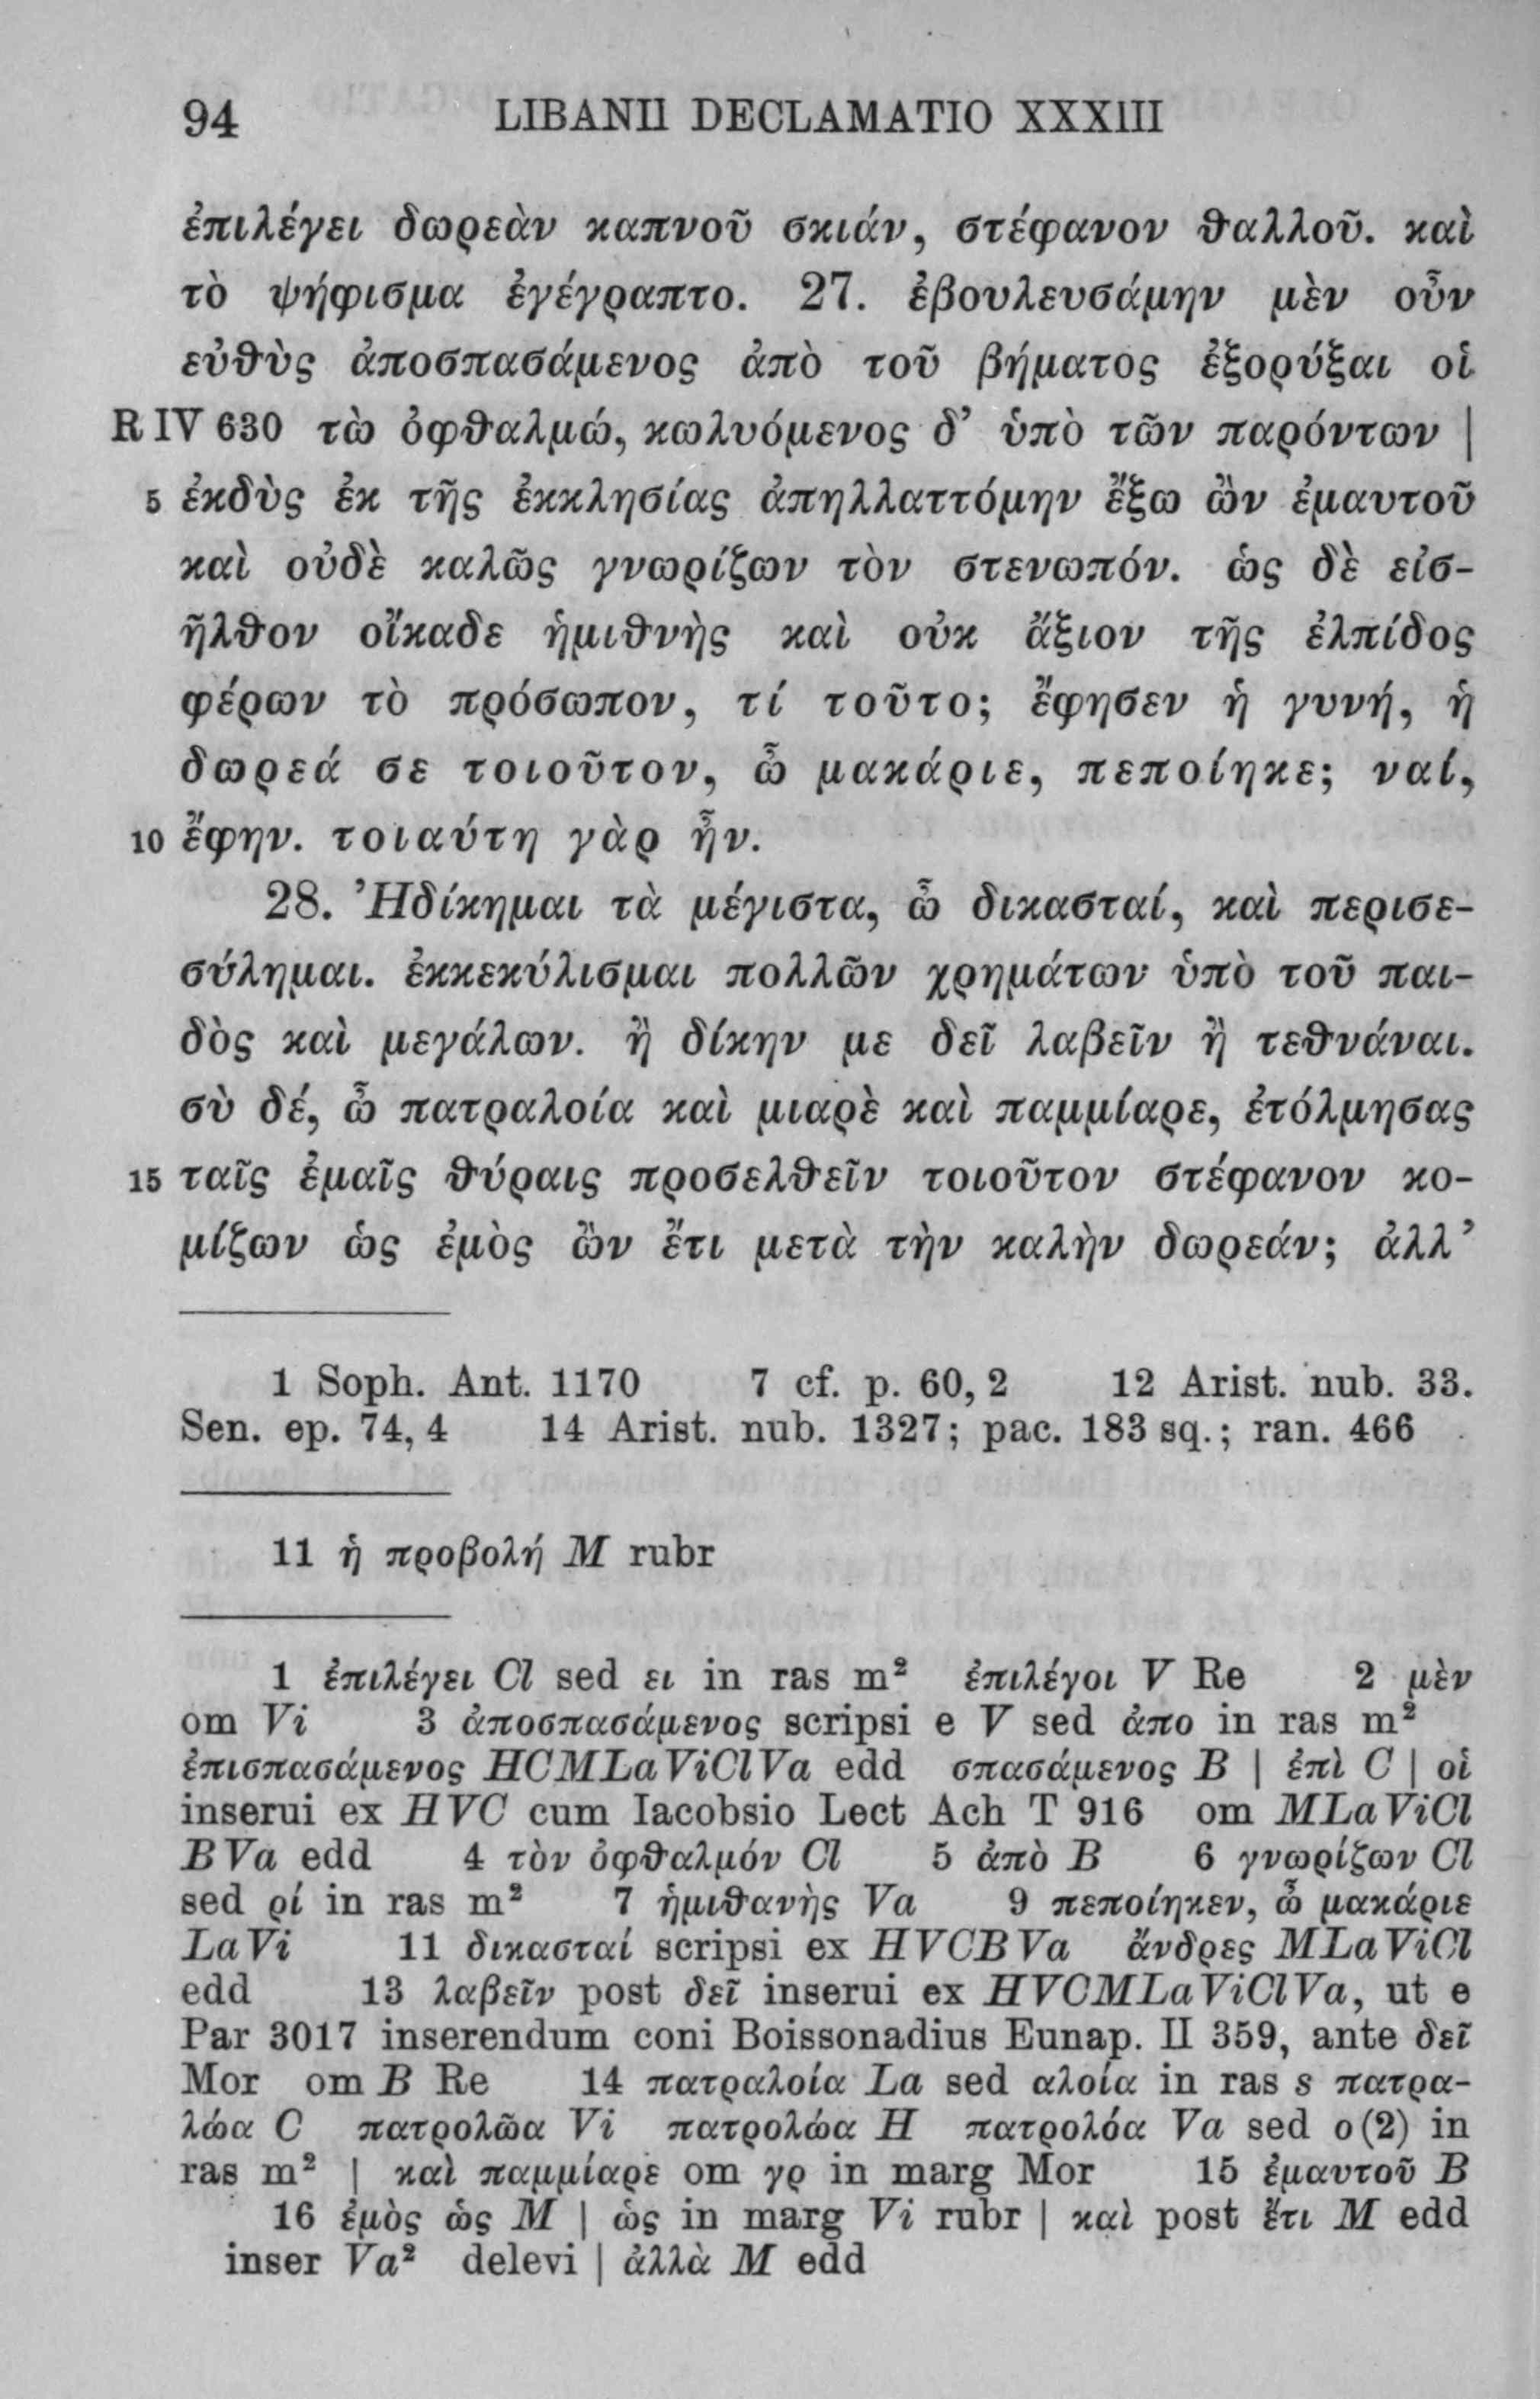 94 LIBANII DECLAMATIO XXXIII
ἐπιλέγει δωρεὰν καπνοῦ σκιάν, στέφανον θαλλοῦ. καὶ
τὸ ψήφισμα ἐγέγραπτο. 27. ἐβουλευσάμην μὲν οὖν
εὐθὺς ἀποσπασάμενος ἀπὸ τοῦ βήματος ἐξορύξαι οἱ
R IV 630 τὼ ὀφθαλμώ, κωλυόμενος δ’ ὑπὸ τῶν παρόντων |
5 ἐκδὺς ἐκ τῆς ἐκκλησίας ἀπηλλαττόμην ἔξω ὢν ἐμαυτοῦ
καὶ οὐδὲ καλῶς γνωρίζων τὸν στενωπόν. ὡς δὲ εἰσ-
ῆλθον οἴκαδε ἡμιθνὴς καὶ οὐκ ἄξιον τῆς ἐλπίδος
φέρων τὸ πρόσωπον, τί τοῦτο; ἔφησεν ἡ γυνή, ἡ
δωρεά σε τοιοῦτον, ὦ μακάριε, πεποίηκε; ναί,
10 ἔφην. τοιαύτη γὰρ ἦν.
28. Ἠδίκημαι τὰ μέγιστα, ὦ δικασταί, καὶ περισε-
σύλημαι. ἐκκεκύλισμαι πολλῶν χρημάτων ὑπὸ τοῦ παι-
δὸς καὶ μεγάλων. ἢ δίκην με δεῖ λαβεῖν ἢ τεθνάναι.
σὺ δέ, ὦ πατραλοία καὶ μιαρὲ καὶ παμμίαρε, ἐτόλμησας
15 ταῖς ἐμαῖς θύραις προσελθεῖν τοιοῦτον στέφανον κο-
μίζων ὡς ἐμὸς ὢν ἔτι μετὰ τὴν καλὴν δωρεάν; ἀλλ’
1 Soph. Ant. 1170 7 cf. p. 60, 2 12 Arist. nub. 33.
Sen. ep. 74, 4 14 Arist. nub. 1327; pac. 183 sq.; ran. 466
11 ἡ προβολή M rubr
1 ἐπιλέγει Cl sed ει in ras m² ἐπιλέγοι V Re 2 μὲν
om Vi 3 ἀποσπασάμενος scripsi e V sed ἀπο in ras m²
ἐπισπασάμενος HCMLaViClVa edd σπασάμενος B | ἐπὶ C | οἱ
inserui ex HVC cum Iacobsio Lect Ach T 916 om MLaViCl
BVa edd 4 τὸν ὀφθαλμόν Cl 5 ἀπὸ B 6 γνωρίζων Cl
sed ρί in ras m² 7 ἡμιθανὴς Va 9 πεποίηκεν, ὦ μακάριε
LaVi 11 δικασταί scripsi ex HVCBVa ἄνδρες MLaViCl
edd 13 λαβεῖν post δεῖ inserui ex HVCMLaViClVa, ut e
Par 3017 inserendum coni Boissonadius Eunap. II 359, ante δεῖ
Mor om B Re 14 πατραλοία La sed αλοία in ras s πατρα-
λώα C πατρολῶα Vi πατρολώα H πατρολόα Va sed ο(2) in
ras m² | καὶ παμμίαρε om γρ in marg Mor 15 ἐμαυτοῦ B
16 ἐμὸς ὡς M | ὡς in marg Vi rubr | καὶ post ἔτι M edd
inser Va² delevi | ἀλλὰ M edd